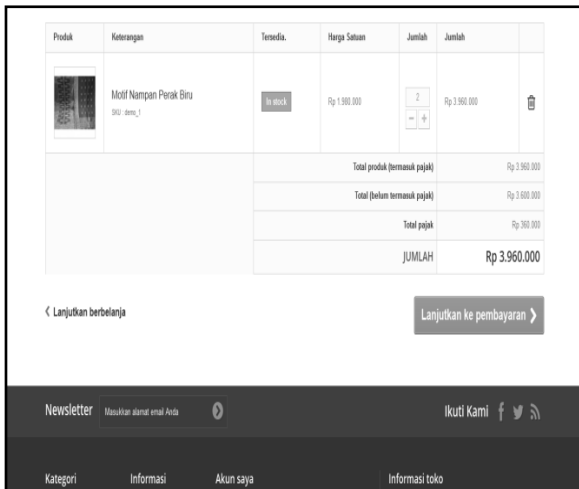 Produk Keterangan Tersedia. Harga Satuan Jumlah Jumlah
Motif Nampan Perak Biru
SKU : demo_1
In stock
Rp 1.980.000
2
- +
Rp 3.960.000
Total produk (termasuk pajak) Rp 3.960.000
Total (belum termasuk pajak) Rp 3.600.000
Total pajak Rp 360.000
JUMLAH Rp 3.960.000
Lanjutkan berbelanja
Lanjutkan ke pembayaran
Newsletter Masukkan alamat email Anda Ikuti Kami
Kategori Informasi Akun saya Informasi toko